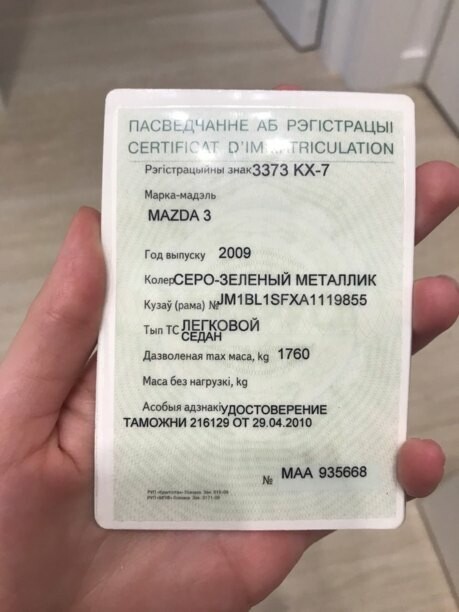 ПАСВЕДЧАННЕ АБ РЭГІСТРАЦЫІ
CERTIFICAT D'IMMATRICULATION
Рэгістрацыйны знак 3373 KX-7
Марка-мадэль
MAZDA 3
Год выпуску 2009
Колер СЕРО-ЗЕЛЕНЫЙ МЕТАЛЛИК
Кузаў (рама) № JM1BL1SFXA1119855
Тып ТС ЛЕГКОВОЙ
СЕДАН
Дазволеная max маса, kg 1760
Маса без нагрузкі, kg
Асобыя адзнакі УДОСТОВЕРЕНИЕ
ТАМОЖНИ 216129 ОТ 29.04.2010
№ MAA 935668